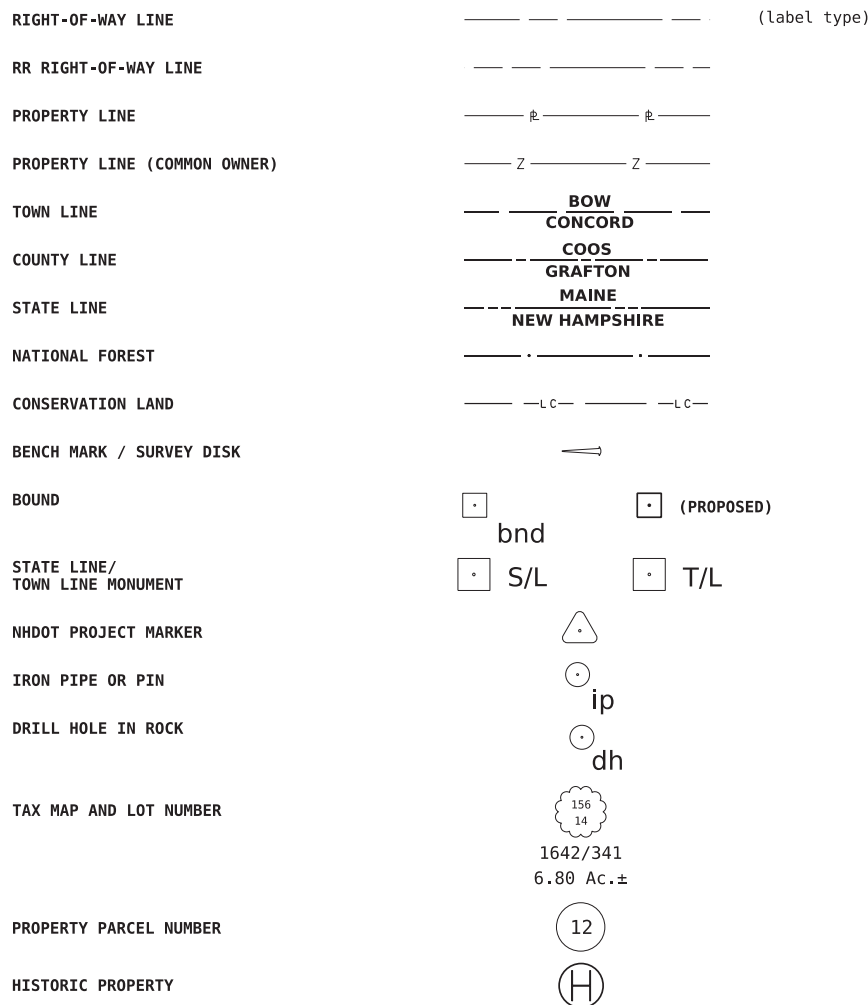 RIGHT-OF-WAY LINE (label type)
RR RIGHT-OF-WAY LINE
PROPERTY LINE ⅊ ⅊
PROPERTY LINE (COMMON OWNER) Z Z
TOWN LINE BOW
CONCORD
COUNTY LINE COOS
GRAFTON
STATE LINE MAINE
NEW HAMPSHIRE
NATIONAL FOREST
CONSERVATION LAND LC LC
BENCH MARK / SURVEY DISK
BOUND (PROPOSED)
bnd
STATE LINE/
TOWN LINE MONUMENT S/L T/L
NHDOT PROJECT MARKER
IRON PIPE OR PIN
ip
DRILL HOLE IN ROCK
dh
TAX MAP AND LOT NUMBER 156
14
1642/341
6.80 Ac.±
PROPERTY PARCEL NUMBER 12
HISTORIC PROPERTY H